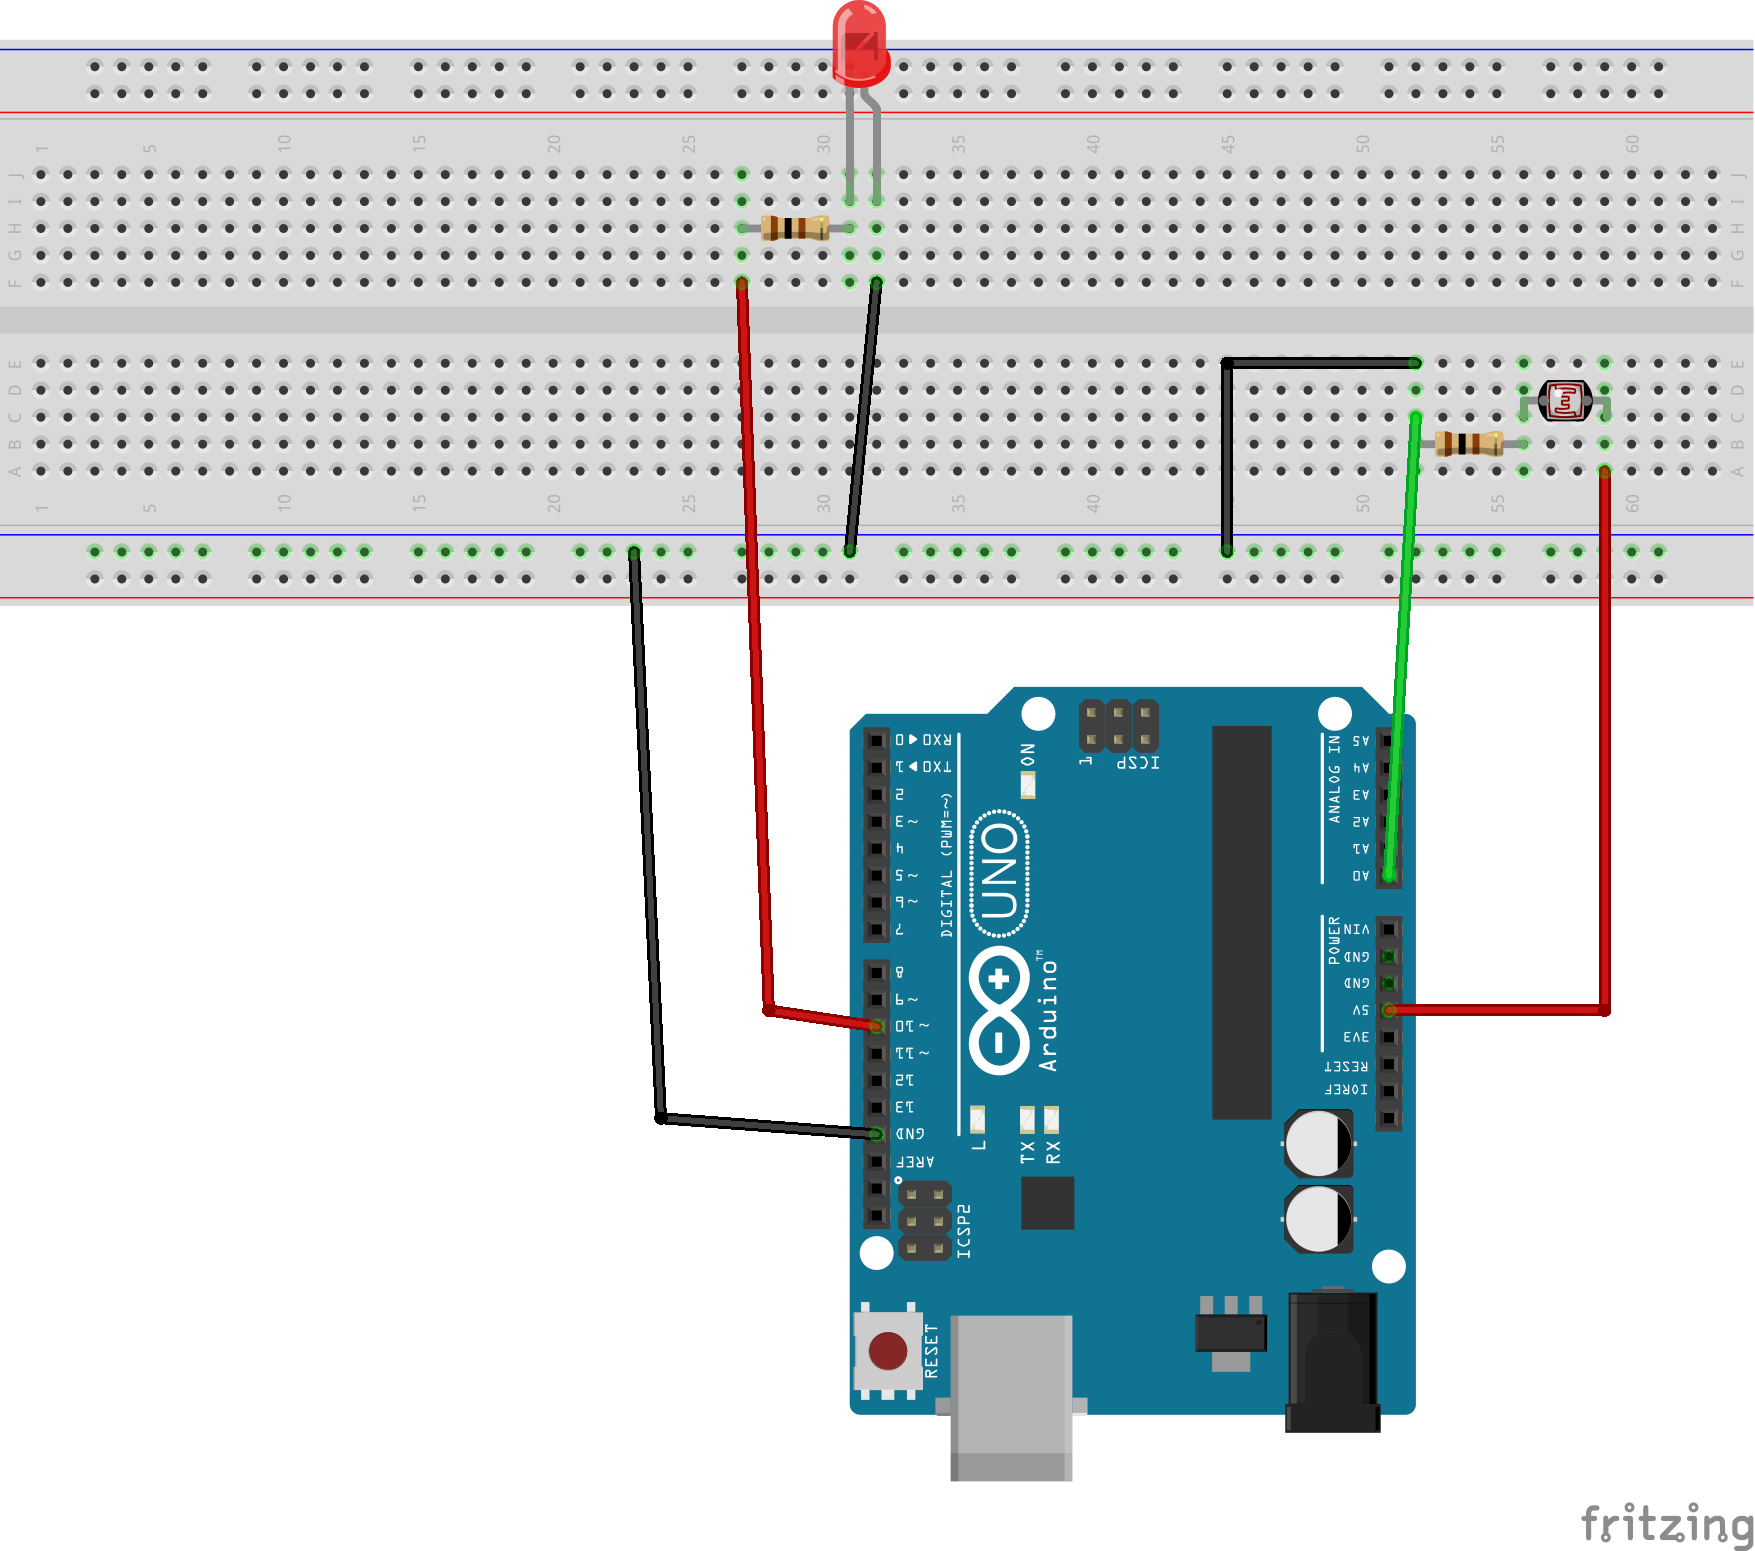 1 5 10 15 20 25 30 35 40 45 50 55 60
J J
I I
H H
G G
F F
E E
D D
C C
B B
A A
1 5 10 15 20 25 30 35 40 45 50 55 60
RXD ▶ 0
TXD ◀ 1
2
~3
4
~5
~6
7
8
~9
~10
~11
12
13
GND
AREF
DIGITAL (PWM=~)
ON
1 ICSP
UNO
Arduino™
L
TX
RX
ICSP2
RESET
ANALOG IN
A5
A4
A3
A2
A1
A0
POWER
VIN
GND
GND
5V
3V3
RESET
IOREF
fritzing